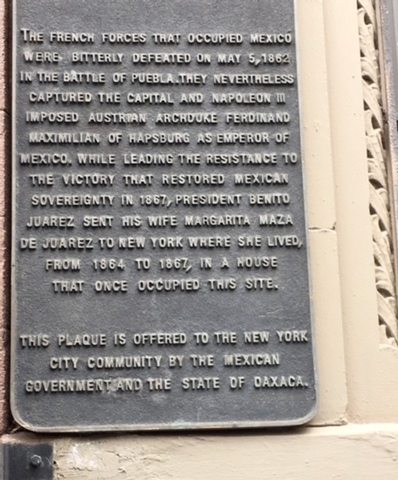 THE FRENCH FORCES THAT OCCUPIED MEXICO
WERE BITTERLY DEFEATED ON MAY 5, 1862
IN THE BATTLE OF PUEBLA. THEY NEVERTHELESS
CAPTURED THE CAPITAL AND NAPOLEON III
IMPOSED AUSTRIAN ARCHDUKE FERDINAND
MAXIMILIAN OF HAPSBURG AS EMPEROR OF
MEXICO. WHILE LEADING THE RESISTANCE TO
THE VICTORY THAT RESTORED MEXICAN
SOVEREIGNTY IN 1867, PRESIDENT BENITO
JUAREZ SENT HIS WIFE MARGARITA MAZA
DE JUAREZ TO NEW YORK WHERE SHE LIVED,
FROM 1864 TO 1867, IN A HOUSE
THAT ONCE OCCUPIED THIS SITE.
THIS PLAQUE IS OFFERED TO THE NEW YORK
CITY COMMUNITY BY THE MEXICAN
GOVERNMENT AND THE STATE OF OAXACA.